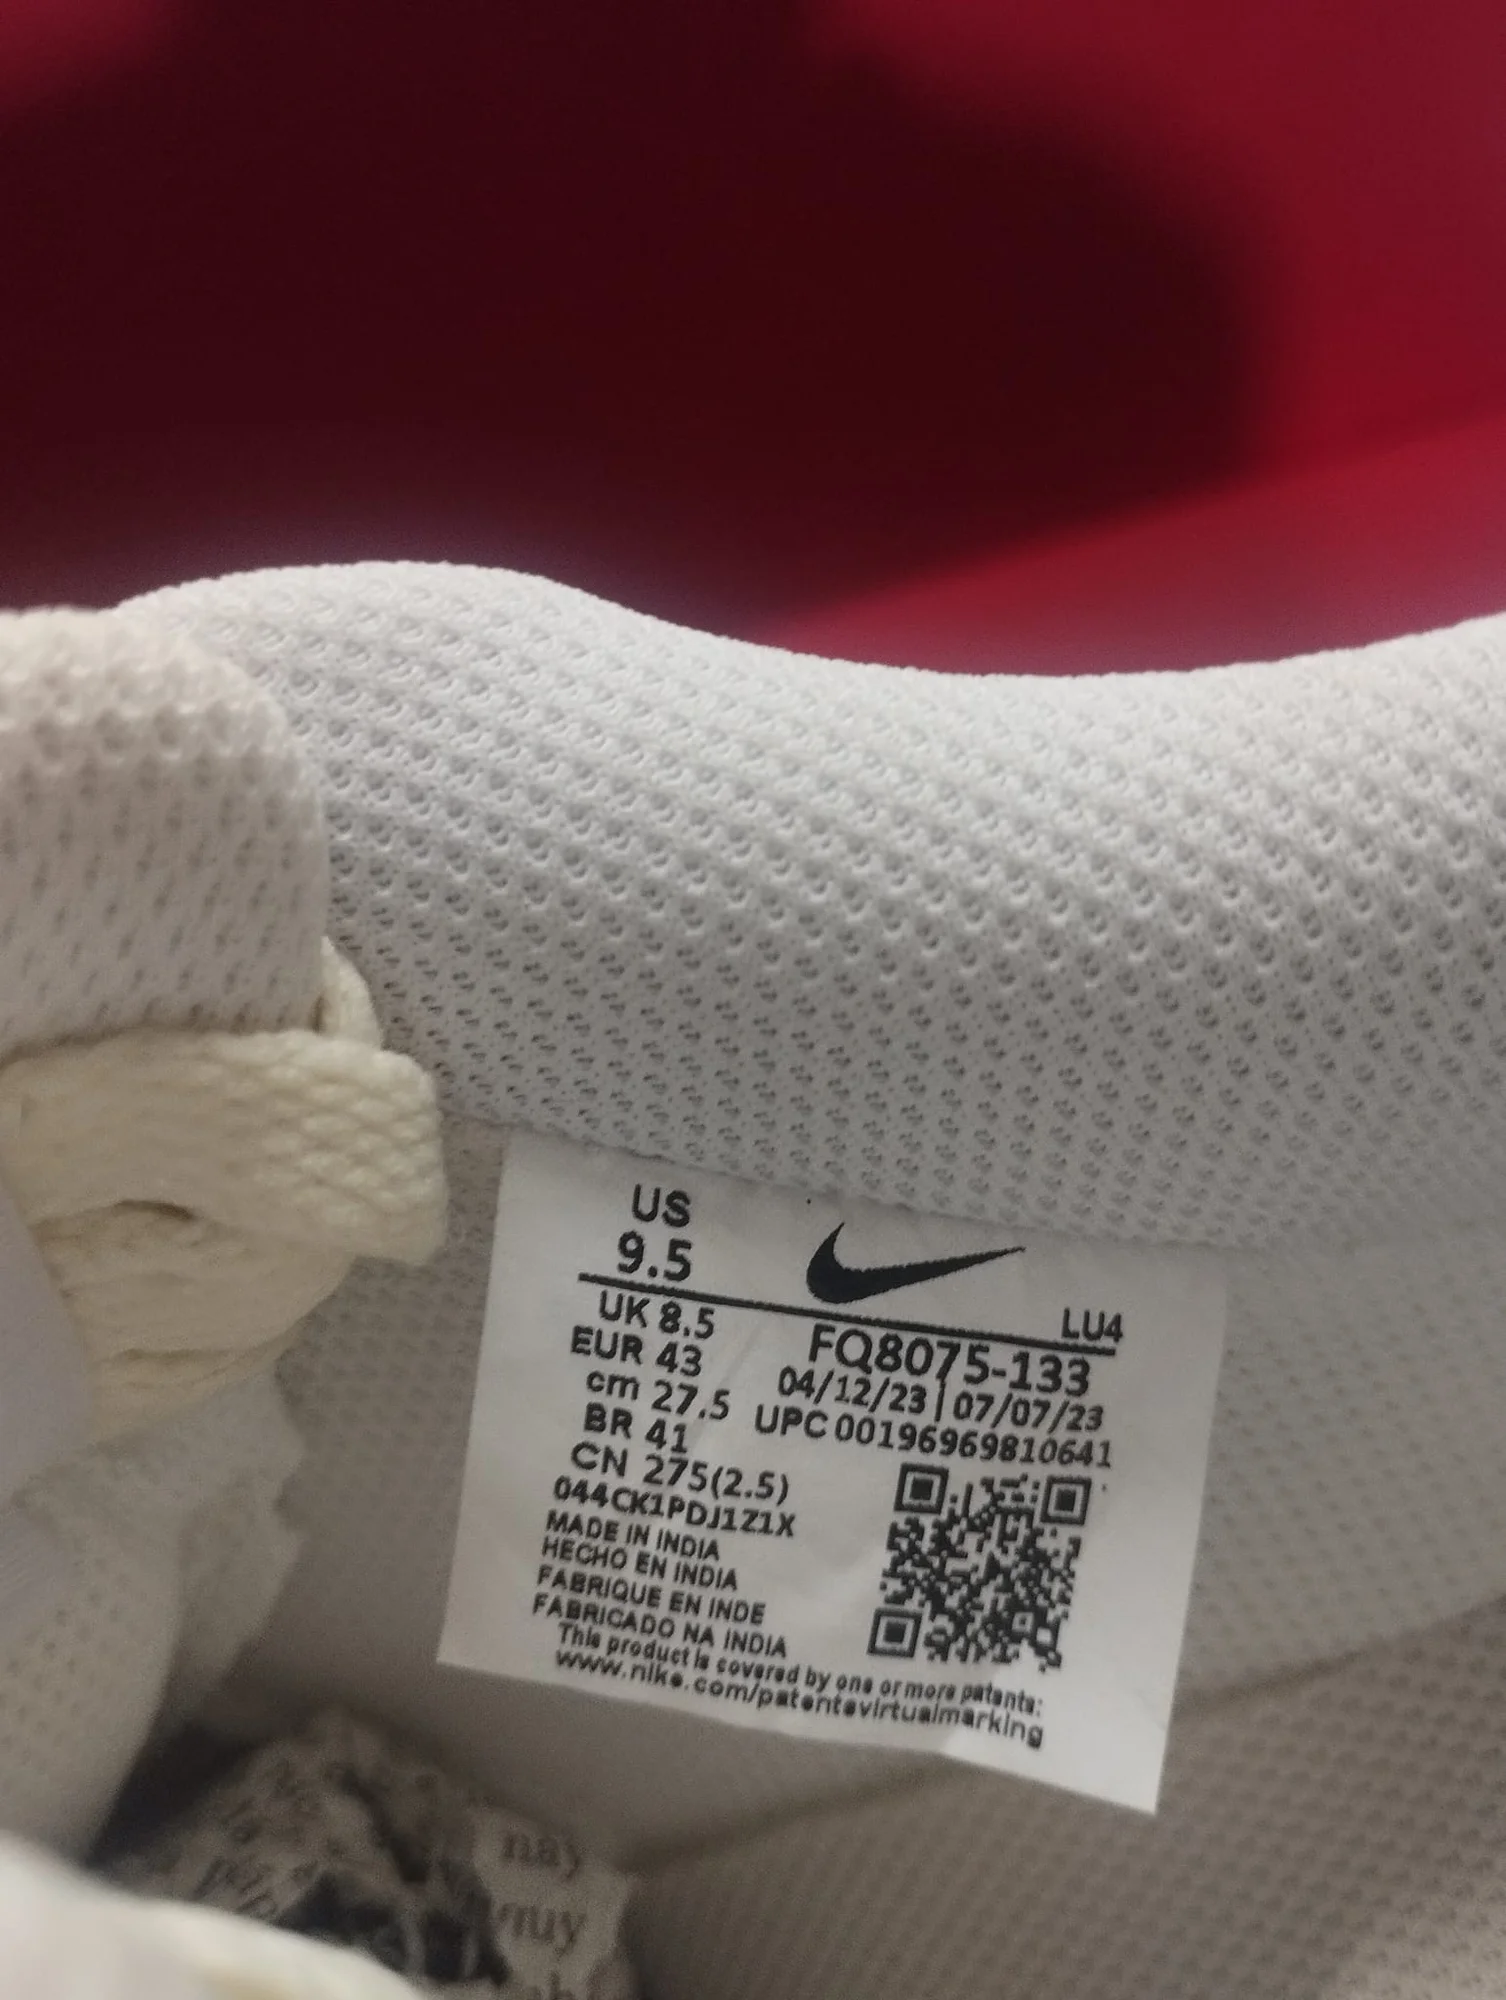 US
9.5
LU4
UK 8.5
EUR 43
cm 27.5
BR 41
CN 275(2.5)
044CK1PDJ1Z1X
FQ8075-133
04/12/23 | 07/07/23
UPC 00196969810641
MADE IN INDIA
HECHO EN INDIA
FABRIQUE EN INDE
FABRICADO NA INDIA
This product is covered by one or more patents:
www.nike.com/patentsvirtualmarking
muy